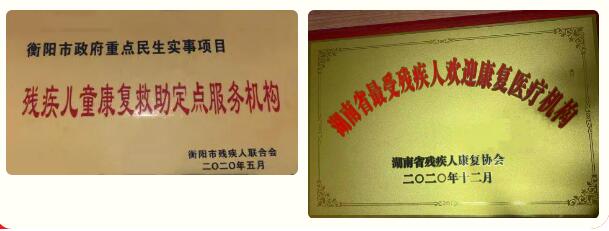 衡阳市政府重点民生实事项目
残疾儿童康复救助定点服务机构
衡阳市残疾人联合会
二〇二〇年五月
湖南省最受残疾人欢迎康复医疗机构
湖南省残疾人康复协会
二〇二〇年十二月